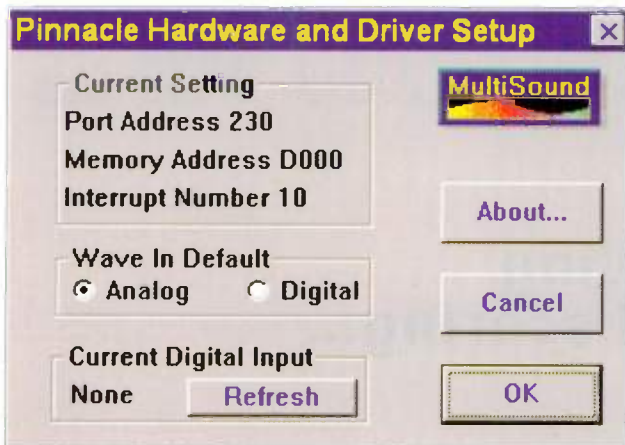 Pinnacle Hardware and Driver Setup
Current Setting
Port Address 230
Memory Address D000
Interrupt Number 10
MultiSound
About...
Wave In Default
Analog
Digital
Cancel
Current Digital Input
None
Refresh
OK